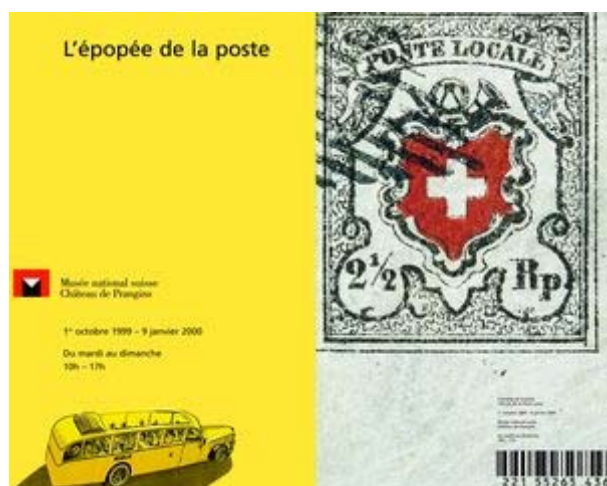 L'épopée de la poste
Musée national suisse
Château de Prangins
1er octobre 1999 – 9 janvier 2000
Du mardi au dimanche
10h – 17h
POSTE LOCALE
2½ Rp.